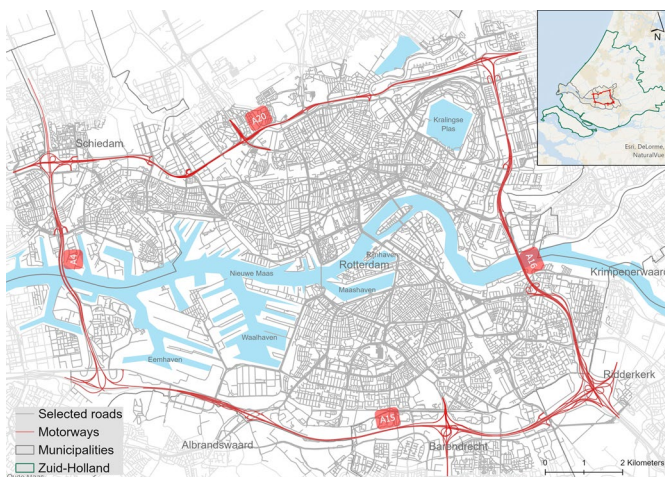 N
Esri, DeLorme,
NaturalVue
A20
Schiedam
Kralingse
Plas
A4
A16
Rijnhaven
Rotterdam
Nieuwe Maas
Maashaven
Krimpenerwaard
Waalhaven
Eemhaven
Ridderkerk
A15
Albrandswaard
Barendrecht
Selected roads
Motorways
Municipalities
Zuid-Holland
0 1 2 Kilometers